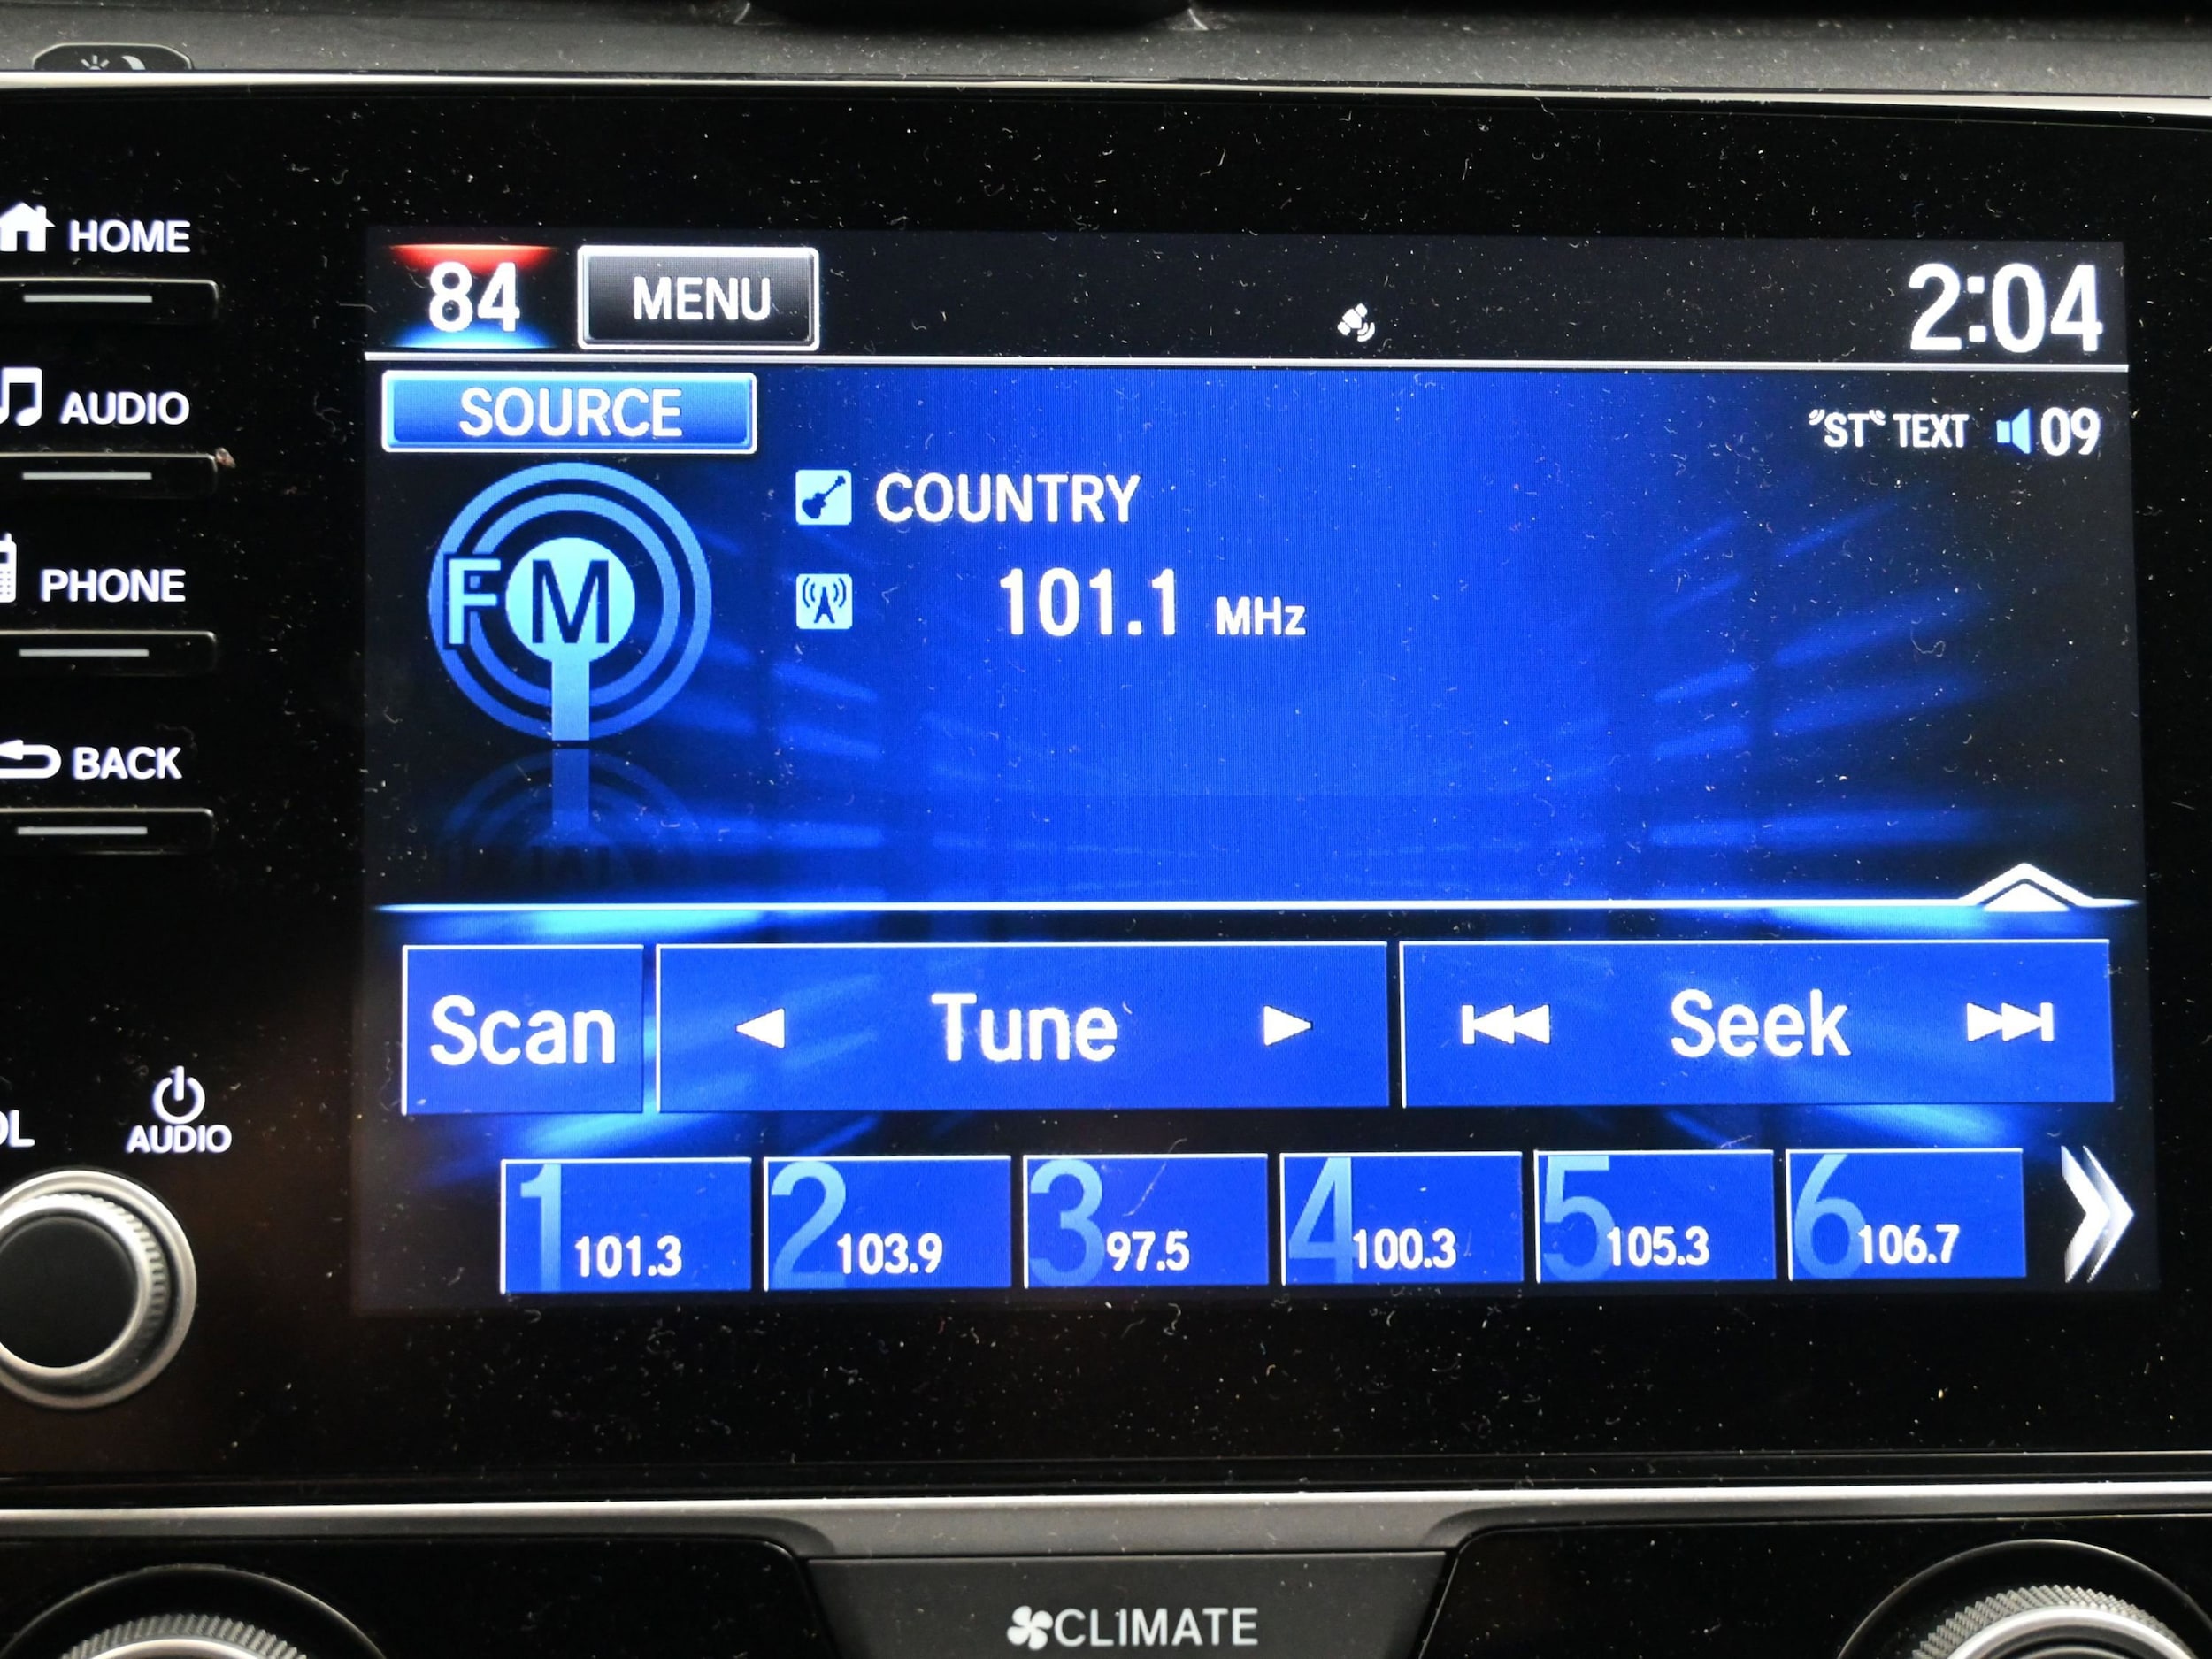 HOME
84 MENU 2:04
AUDIO
SOURCE
"ST" TEXT 09
COUNTRY
FM
101.1 MHz
PHONE
BACK
Scan Tune Seek
AUDIO
1 101.3 2 103.9 3 97.5 4 100.3 5 105.3 6 106.7
CLIMATE